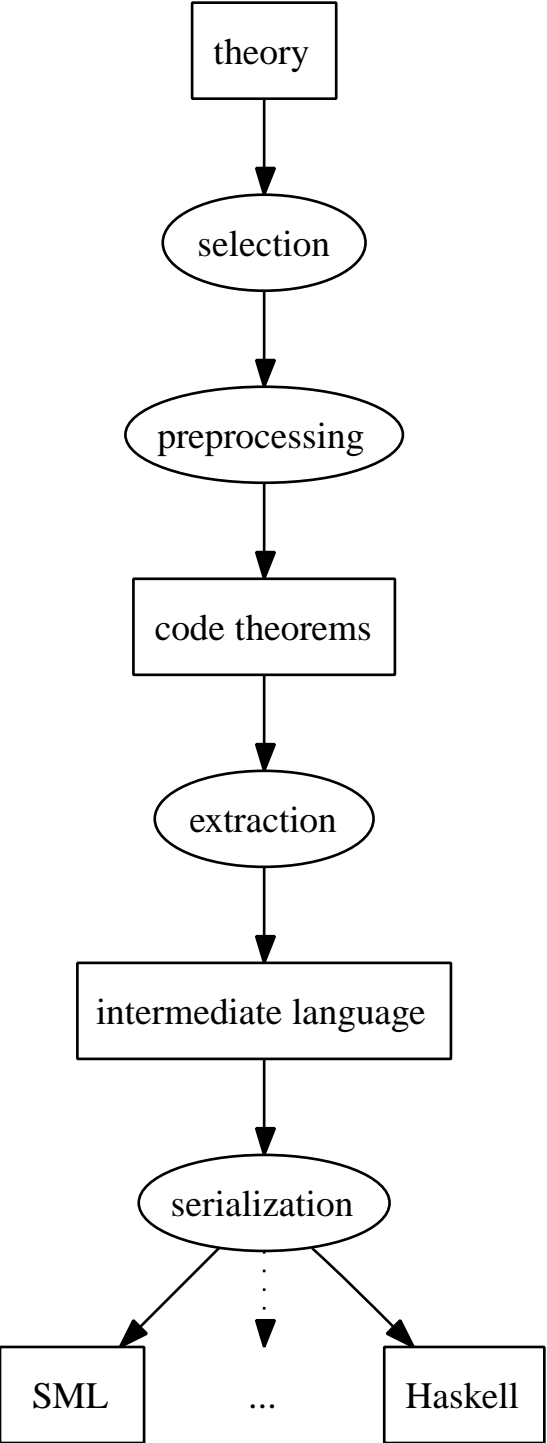 theory
selection
preprocessing
code theorems
extraction
intermediate language
serialization
SML
...
Haskell